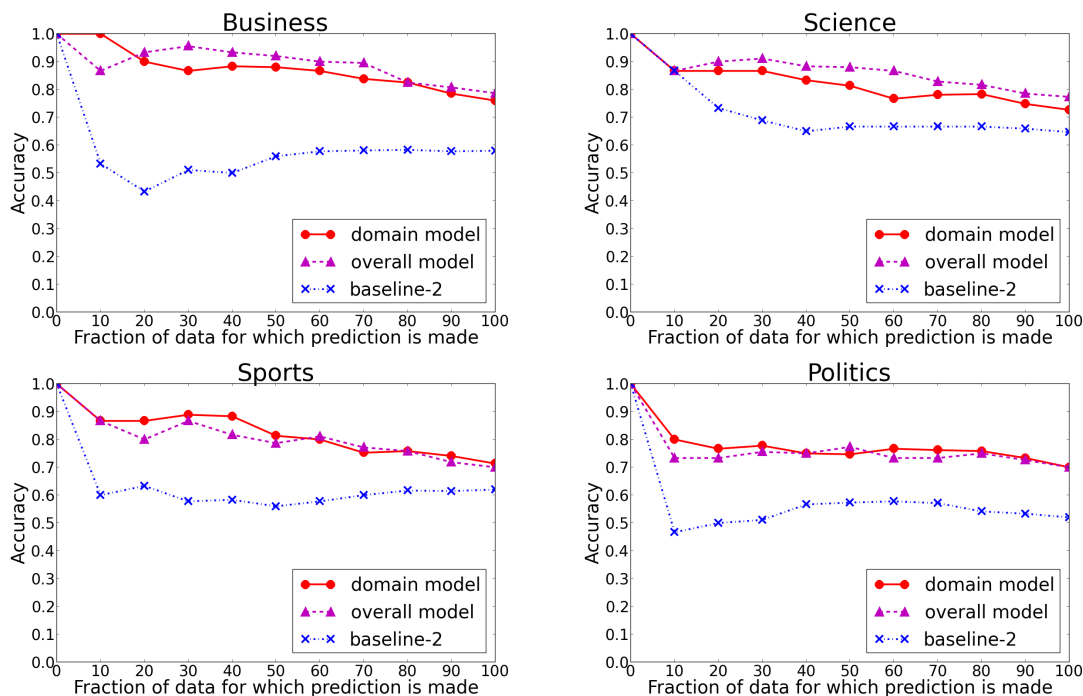 Business
Accuracy
1.0
0.9
0.8
0.7
0.6
0.5
0.4
0.3
0.2
0.1
0.0
domain model
overall model
baseline-2
0 10 20 30 40 50 60 70 80 90 100
Fraction of data for which prediction is made
Science
Accuracy
1.0
0.9
0.8
0.7
0.6
0.5
0.4
0.3
0.2
0.1
0.0
domain model
overall model
baseline-2
0 10 20 30 40 50 60 70 80 90 100
Fraction of data for which prediction is made
Sports
Accuracy
1.0
0.9
0.8
0.7
0.6
0.5
0.4
0.3
0.2
0.1
0.0
domain model
overall model
baseline-2
0 10 20 30 40 50 60 70 80 90 100
Fraction of data for which prediction is made
Politics
Accuracy
1.0
0.9
0.8
0.7
0.6
0.5
0.4
0.3
0.2
0.1
0.0
domain model
overall model
baseline-2
0 10 20 30 40 50 60 70 80 90 100
Fraction of data for which prediction is made